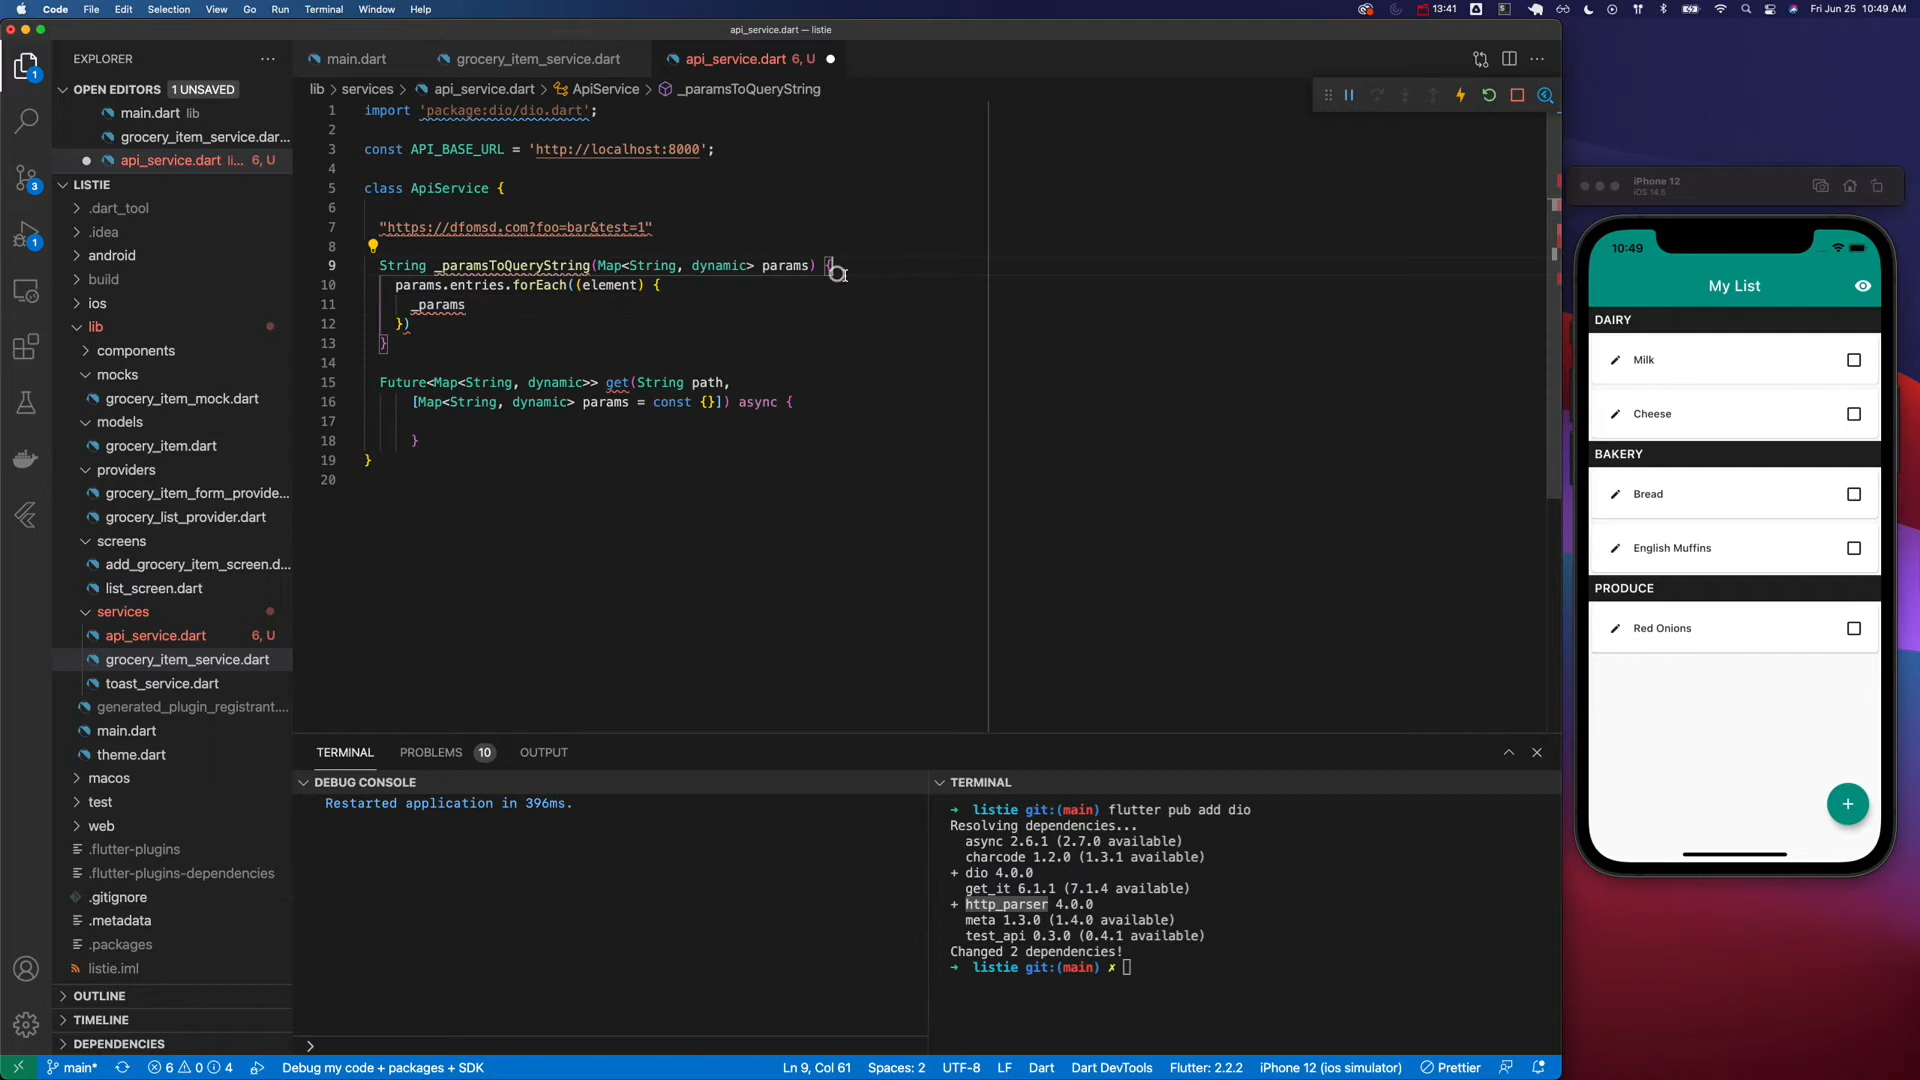 Code File Edit Selection View Go Run Terminal Window Help 13:41 Fri Jun 25 10:49 AM
api_service.dart — listie
EXPLORER
main.dart grocery_item_service.dart api_service.dart 6, U
OPEN EDITORS 1 UNSAVED
main.dart lib
grocery_item_service.dar...
api_service.dart li... 6, U
LISTIE
.dart_tool
.idea
android
build
ios
lib
components
mocks
grocery_item_mock.dart
models
grocery_item.dart
providers
grocery_item_form_provide...
grocery_list_provider.dart
screens
add_grocery_item_screen.d...
list_screen.dart
services
api_service.dart 6, U
grocery_item_service.dart
toast_service.dart
generated_plugin_registrant....
main.dart
theme.dart
macos
test
web
.flutter-plugins
.flutter-plugins-dependencies
.gitignore
.metadata
.packages
listie.iml
OUTLINE
TIMELINE
DEPENDENCIES
1
3
1
lib > services > api_service.dart > ApiService > _paramsToQueryString
1 import 'package:dio/dio.dart';
2
3 const API_BASE_URL = 'http://localhost:8000';
4
5 class ApiService {
6
7 "https://dfomsd.com?foo=bar&test=1"
8
9 String _paramsToQueryString(Map<String, dynamic> params) {
10 params.entries.forEach((element) {
11 _params
12 })
13 }
14
15 Future<Map<String, dynamic>> get(String path,
16 [Map<String, dynamic> params = const {}]) async {
17
18 }
19 }
20
TERMINAL PROBLEMS 10 OUTPUT
DEBUG CONSOLE
Restarted application in 396ms.
>
TERMINAL
➜ listie git:(main) flutter pub add dio
Resolving dependencies...
async 2.6.1 (2.7.0 available)
charcode 1.2.0 (1.3.1 available)
+ dio 4.0.0
get_it 6.1.1 (7.1.4 available)
+ http_parser 4.0.0
meta 1.3.0 (1.4.0 available)
test_api 0.3.0 (0.4.1 available)
Changed 2 dependencies!
➜ listie git:(main) ✗
main* 6 0 4 Debug my code + packages + SDK Ln 9, Col 61 Spaces: 2 UTF-8 LF Dart Dart DevTools Flutter: 2.2.2 iPhone 12 (ios simulator) Prettier
iPhone 12
iOS 14.5
10:49
My List
DAIRY
Milk
Cheese
BAKERY
Bread
English Muffins
PRODUCE
Red Onions
+